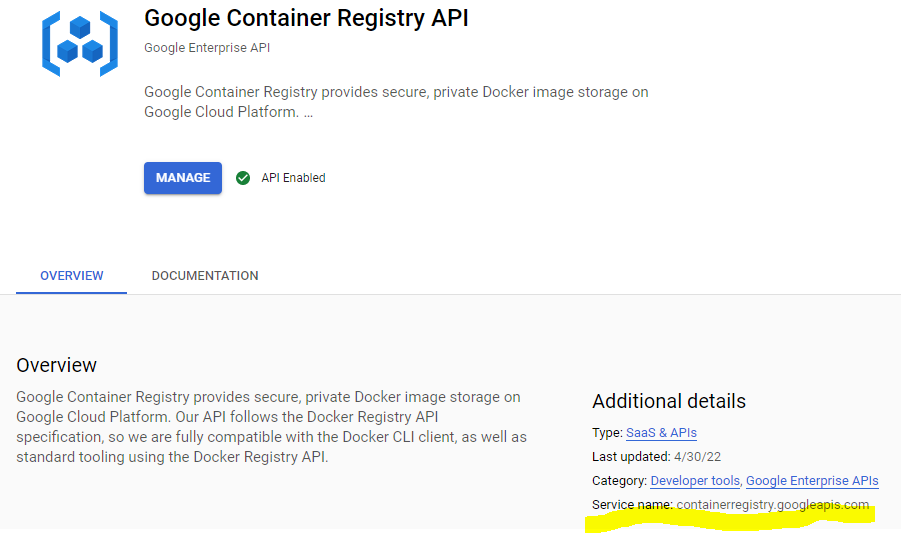 Google Container Registry API
Google Enterprise API
Google Container Registry provides secure, private Docker image storage on
Google Cloud Platform. ...
MANAGE
API Enabled
OVERVIEW
DOCUMENTATION
Overview
Google Container Registry provides secure, private Docker image storage on
Google Cloud Platform. Our API follows the Docker Registry API
specification, so we are fully compatible with the Docker CLI client, as well as
standard tooling using the Docker Registry API.
Additional details
Type: SaaS & APIs
Last updated: 4/30/22
Category: Developer tools, Google Enterprise APIs
Service name: containerregistry.googleapis.com